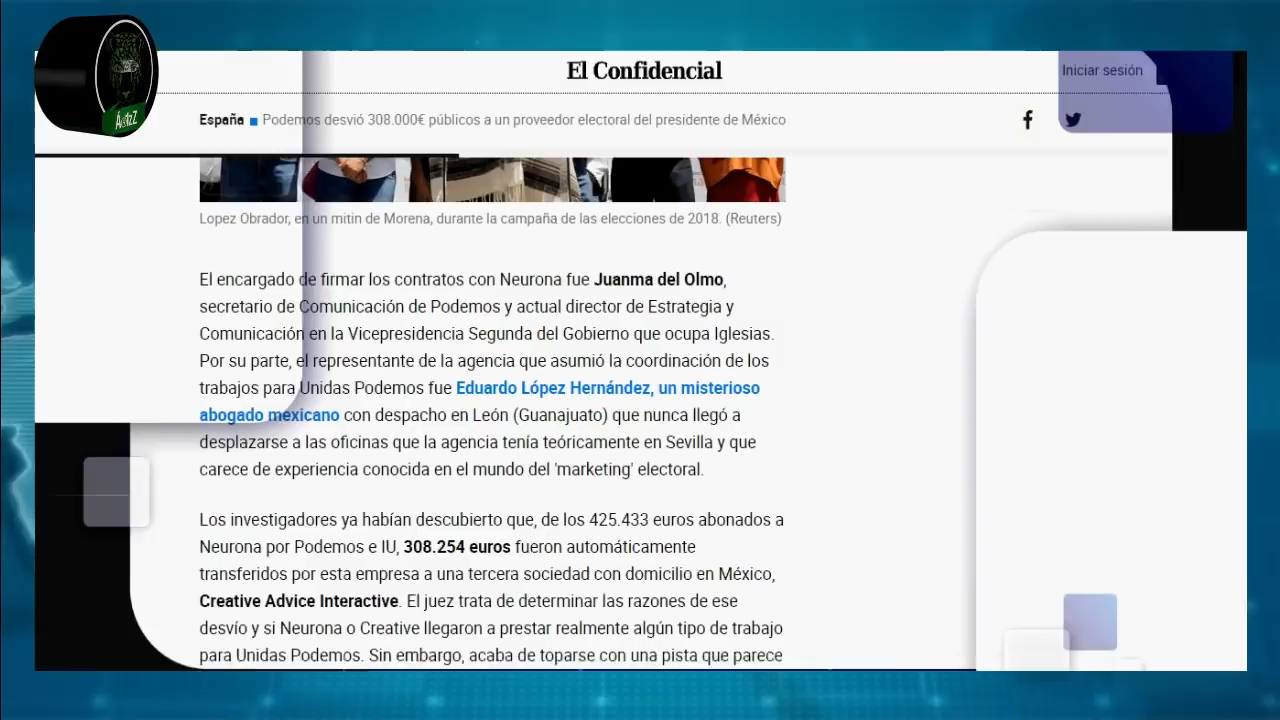 El Confidencial
Iniciar sesión
España Podemos desvió 308.000€ públicos a un proveedor electoral del presidente de México
Lopez Obrador, en un mitin de Morena, durante la campaña de las elecciones de 2018. (Reuters)
El encargado de firmar los contratos con Neurona fue Juanma del Olmo,
secretario de Comunicación de Podemos y actual director de Estrategia y
Comunicación en la Vicepresidencia Segunda del Gobierno que ocupa Iglesias.
Por su parte, el representante de la agencia que asumió la coordinación de los
trabajos para Unidas Podemos fue Eduardo López Hernández, un misterioso
abogado mexicano con despacho en León (Guanajuato) que nunca llegó a
desplazarse a las oficinas que la agencia tenía teóricamente en Sevilla y que
carece de experiencia conocida en el mundo del 'marketing' electoral.
Los investigadores ya habían descubierto que, de los 425.433 euros abonados a
Neurona por Podemos e IU, 308.254 euros fueron automáticamente
transferidos por esta empresa a una tercera sociedad con domicilio en México,
Creative Advice Interactive. El juez trata de determinar las razones de ese
desvío y si Neurona o Creative llegaron a prestar realmente algún tipo de trabajo
para Unidas Podemos. Sin embargo, acaba de toparse con una pista que parece